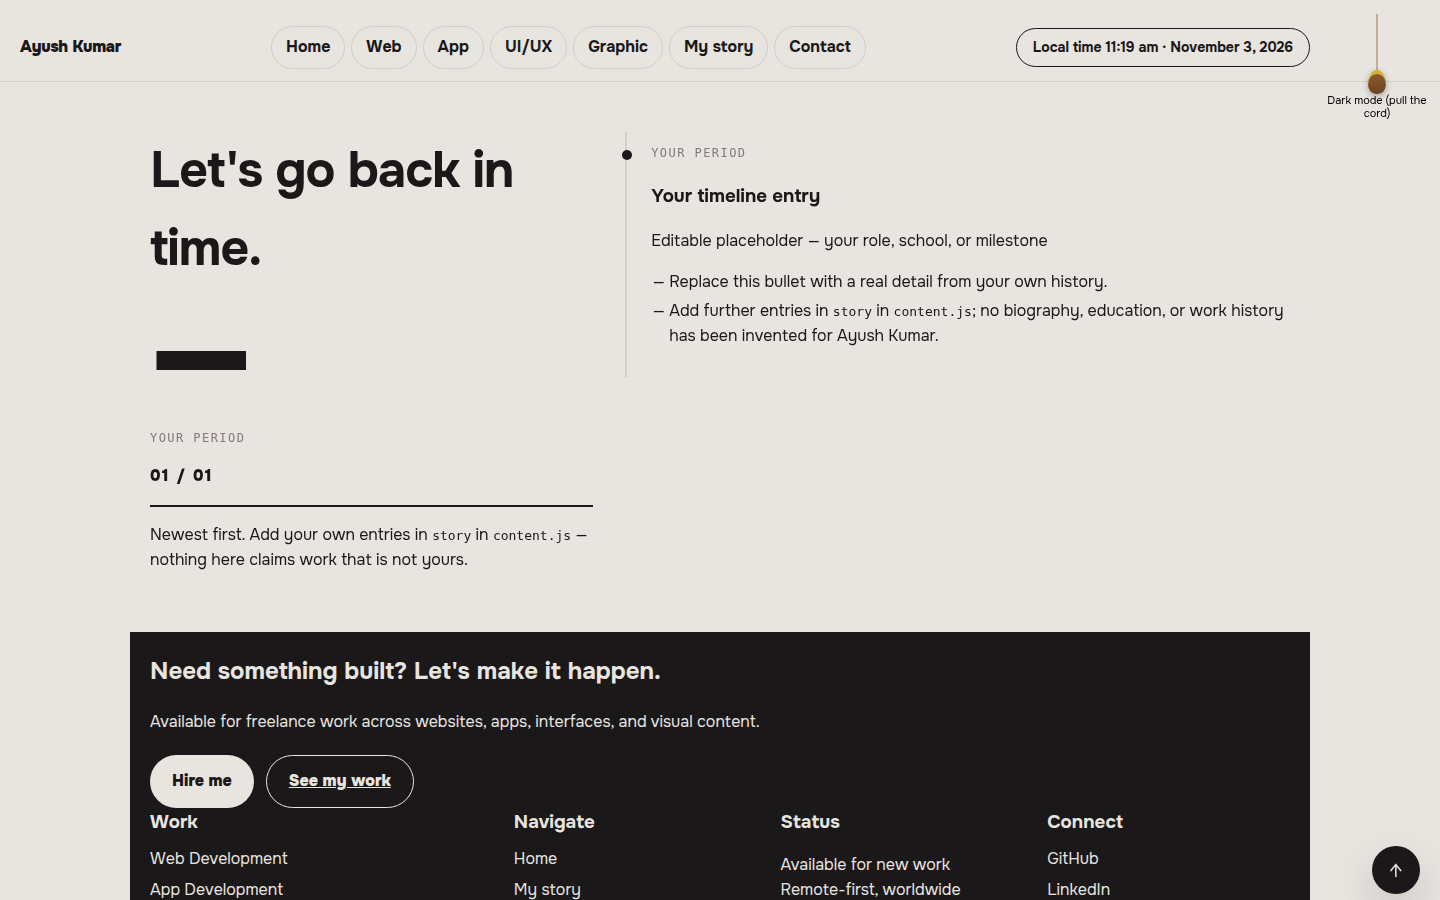 Ayush Kumar
Home
Web
App
UI/UX
Graphic
My story
Contact
Local time 11:19 am · November 3, 2026
Dark mode (pull the
cord)
Let's go back in
time.
YOUR PERIOD
01 / 01
Newest first. Add your own entries in story in content.js —
nothing here claims work that is not yours.
YOUR PERIOD
Your timeline entry
Editable placeholder — your role, school, or milestone
— Replace this bullet with a real detail from your own history.
— Add further entries in story in content.js; no biography, education, or work history
has been invented for Ayush Kumar.
Need something built? Let's make it happen.
Available for freelance work across websites, apps, interfaces, and visual content.
Hire me
See my work
Work
Web Development
App Development
Navigate
Home
My story
Status
Available for new work
Remote-first, worldwide
Connect
GitHub
LinkedIn